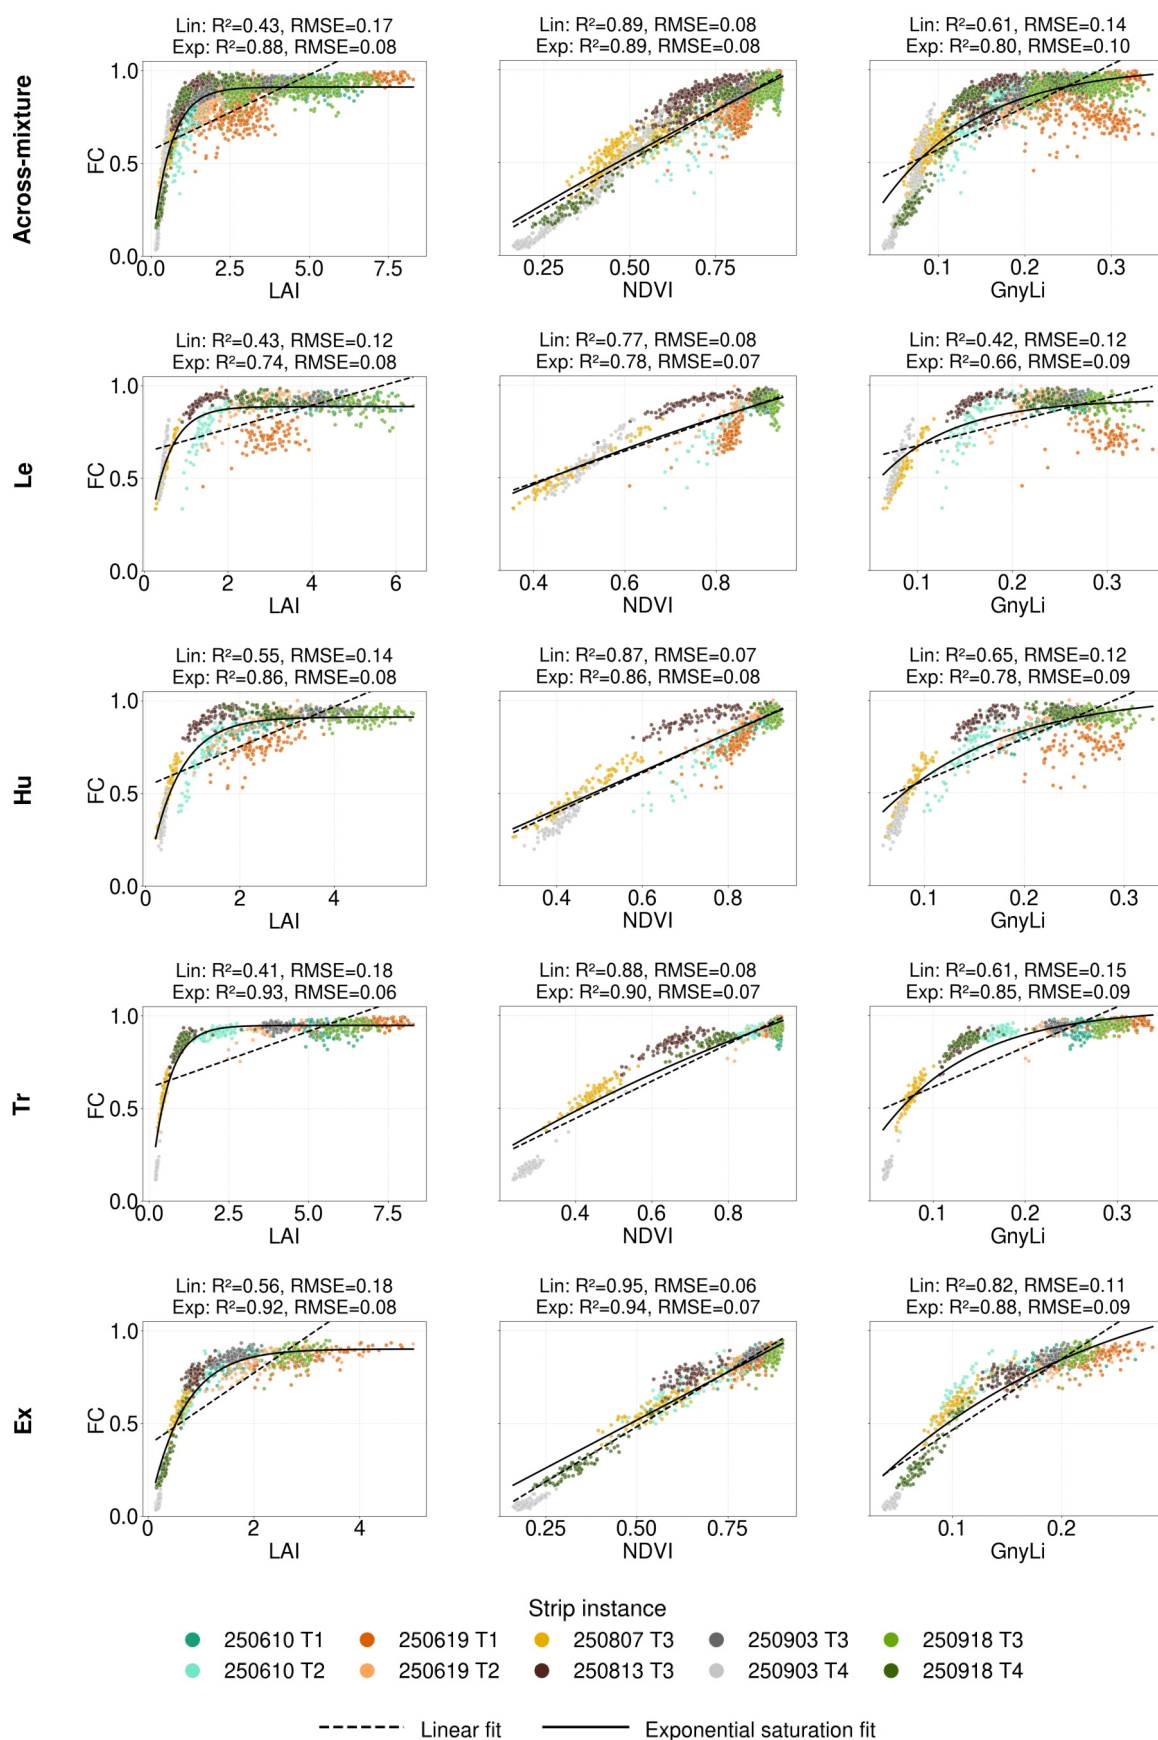 Lin: R²=0.43, RMSE=0.17
Exp: R²=0.88, RMSE=0.08
Lin: R²=0.89, RMSE=0.08
Exp: R²=0.89, RMSE=0.08
Lin: R²=0.61, RMSE=0.14
Exp: R²=0.80, RMSE=0.10
Across-mixture
FC
1.0
0.5
0.0
0.0 2.5 5.0 7.5
LAI
0.25 0.50 0.75
NDVI
0.1 0.2 0.3
GnyLi
Lin: R²=0.43, RMSE=0.12
Exp: R²=0.74, RMSE=0.08
Lin: R²=0.77, RMSE=0.08
Exp: R²=0.78, RMSE=0.07
Lin: R²=0.42, RMSE=0.12
Exp: R²=0.66, RMSE=0.09
Le
FC
1.0
0.5
0.0
0 2 4 6
LAI
0.4 0.6 0.8
NDVI
0.1 0.2 0.3
GnyLi
Lin: R²=0.55, RMSE=0.14
Exp: R²=0.86, RMSE=0.08
Lin: R²=0.87, RMSE=0.07
Exp: R²=0.86, RMSE=0.08
Lin: R²=0.65, RMSE=0.12
Exp: R²=0.78, RMSE=0.09
Hu
FC
1.0
0.5
0.0
0 2 4
LAI
0.4 0.6 0.8
NDVI
0.1 0.2 0.3
GnyLi
Lin: R²=0.41, RMSE=0.18
Exp: R²=0.93, RMSE=0.06
Lin: R²=0.88, RMSE=0.08
Exp: R²=0.90, RMSE=0.07
Lin: R²=0.61, RMSE=0.15
Exp: R²=0.85, RMSE=0.09
Tr
FC
1.0
0.5
0.0
0.0 2.5 5.0 7.5
LAI
0.4 0.6 0.8
NDVI
0.1 0.2 0.3
GnyLi
Lin: R²=0.56, RMSE=0.18
Exp: R²=0.92, RMSE=0.08
Lin: R²=0.95, RMSE=0.06
Exp: R²=0.94, RMSE=0.07
Lin: R²=0.82, RMSE=0.11
Exp: R²=0.88, RMSE=0.09
Ex
FC
1.0
0.5
0.0
0 2 4
LAI
0.25 0.50 0.75
NDVI
0.1 0.2
GnyLi
Strip instance
250610 T1 250619 T1 250807 T3 250903 T3 250918 T3
250610 T2 250619 T2 250813 T3 250903 T4 250918 T4
Linear fit Exponential saturation fit